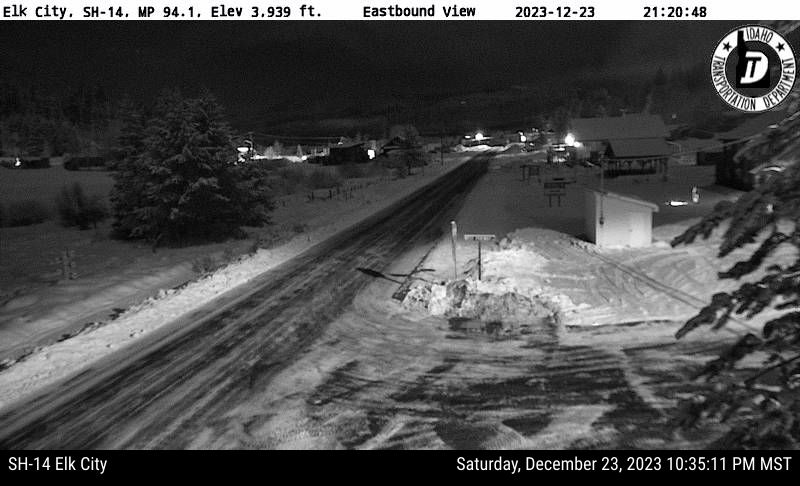 Elk City, SH-14, MP 94.1, Elev 3,939 ft. Eastbound View 2023-12-23 21:20:48
IDAHO
TRANSPORTATION DEPARTMENT
SH-14 Elk City Saturday, December 23, 2023 10:35:11 PM MST